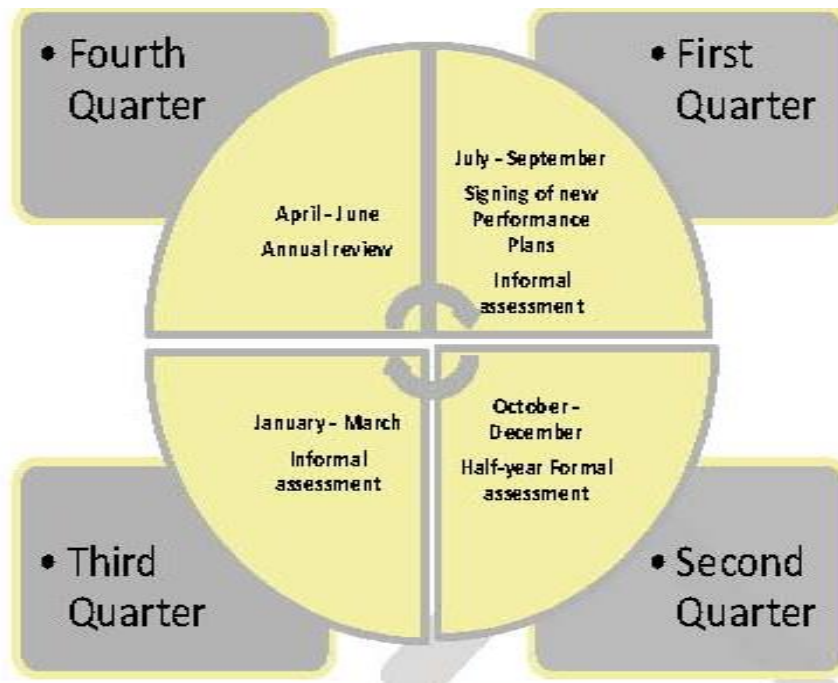 • Fourth
Quarter
• First
Quarter
April - June
Annual review
July - September
Signing of new
Performance
Plans
Informal
assessment
January - March
Informal
assessment
October -
December
Half-year Formal
assessment
• Third
Quarter
• Second
Quarter